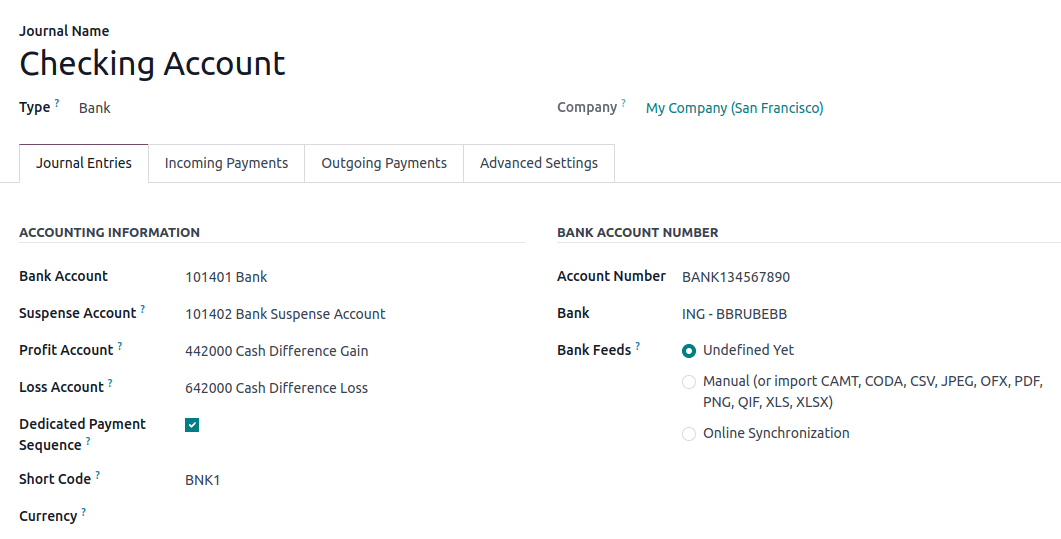 Journal Name
Checking Account
Type ? Bank
Company ? My Company (San Francisco)
Journal Entries Incoming Payments Outgoing Payments Advanced Settings
ACCOUNTING INFORMATION
Bank Account 101401 Bank
Suspense Account ? 101402 Bank Suspense Account
Profit Account ? 442000 Cash Difference Gain
Loss Account ? 642000 Cash Difference Loss
Dedicated Payment
Sequence ?
Short Code ? BNK1
Currency ?
BANK ACCOUNT NUMBER
Account Number BANK134567890
Bank ING - BBRUBEBB
Bank Feeds ? Undefined Yet
Manual (or import CAMT, CODA, CSV, JPEG, OFX, PDF,
PNG, QIF, XLS, XLSX)
Online Synchronization